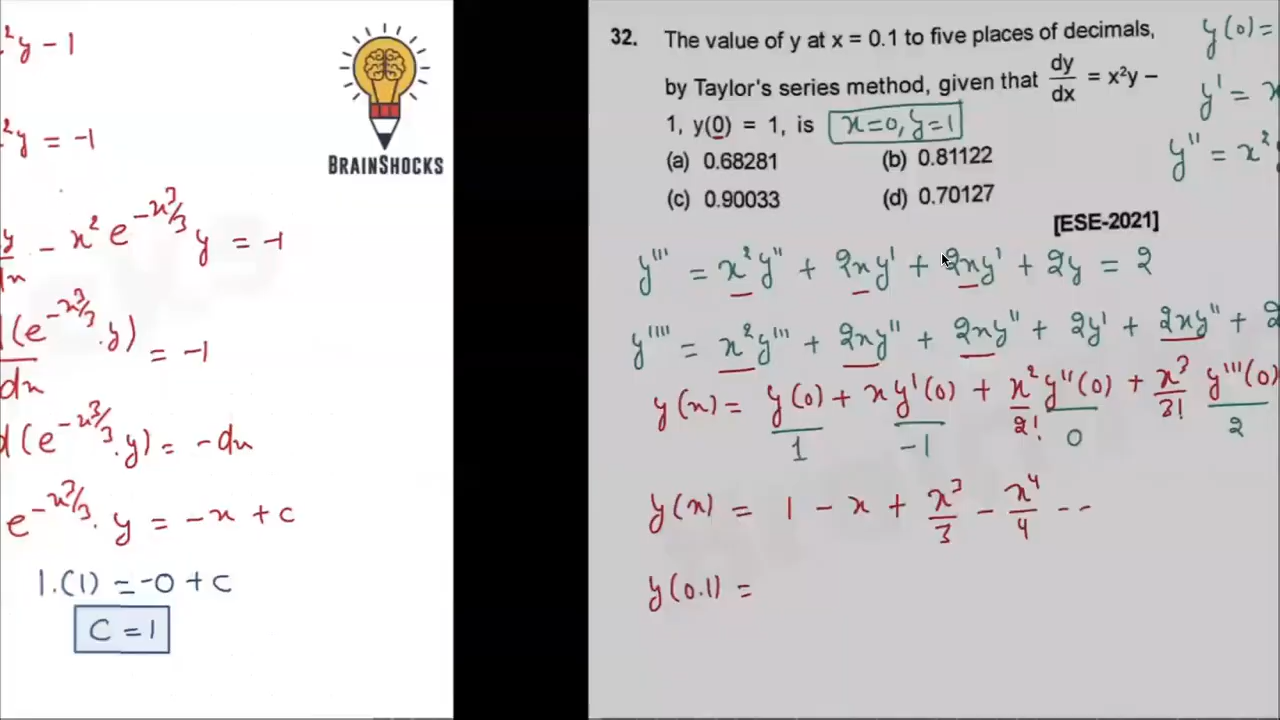 ²y – 1
²y = -1
y/dx - x² e^(-x³/3) y = -1
d(e^(-x³/3) . y)/dx = -1
d(e^(-x³/3) . y) = -dx
e^(-x³/3) . y = -x + c
1.(1) = -0 + c
C = 1
BRAINSHOCKS
32. The value of y at x = 0.1 to five places of decimals,
by Taylor's series method, given that dy/dx = x²y –
1, y(0) = 1, is x=0, y=1
(a) 0.68281 (b) 0.81122
(c) 0.90033 (d) 0.70127
[ESE-2021]
y(0) =
y' = x
y'' = x²y
y''' = x²y'' + 2xy' + 2xy' + 2y = 2
y'''' = x²y''' + 2xy'' + 2xy'' + 2y' + 2xy'' + 2
y(x) = y(0) + x y'(0) + x²/2! y''(0) + x³/3! y'''(0)
1 -1 0 2
y(x) = 1 - x + x³/3 - x⁴/4 --
y(0.1) =